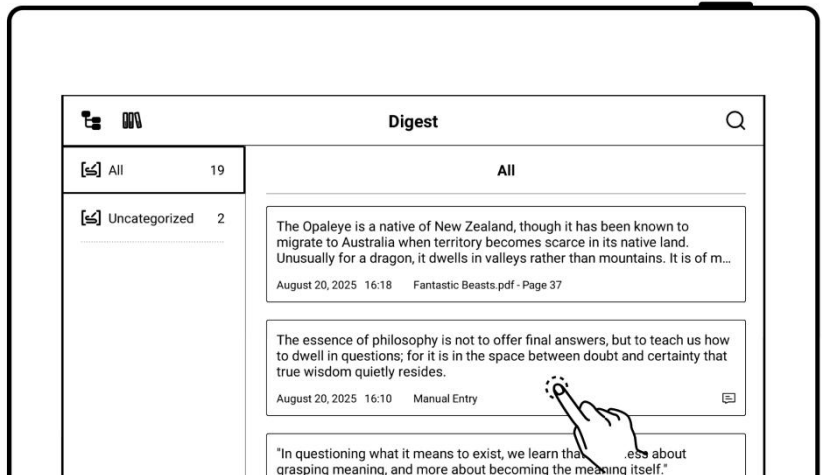 Digest
All 19
Uncategorized 2
All
The Opaleye is a native of New Zealand, though it has been known to
migrate to Australia when territory becomes scarce in its native land.
Unusually for a dragon, it dwells in valleys rather than mountains. It is of m...
August 20, 2025 16:18 Fantastic Beasts.pdf - Page 37
The essence of philosophy is not to offer final answers, but to teach us how
to dwell in questions; for it is in the space between doubt and certainty that
true wisdom quietly resides.
August 20, 2025 16:10 Manual Entry
"In questioning what it means to exist, we learn about
grasping meaning, and more about becoming the meaning itself."